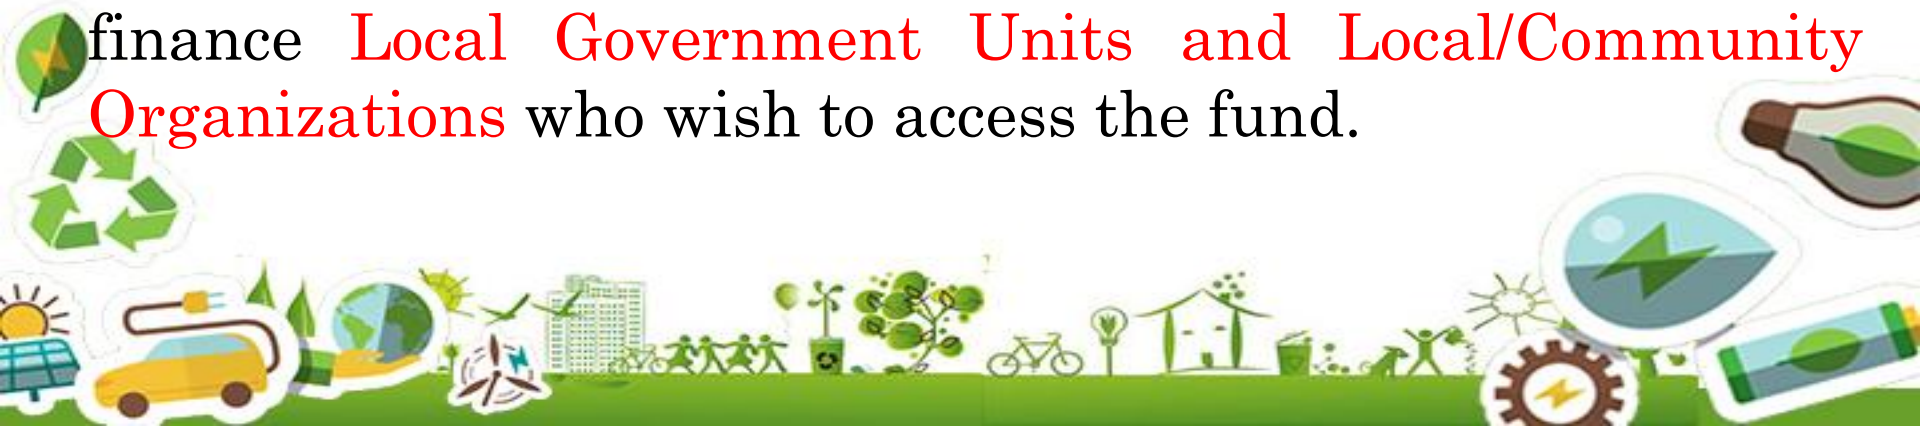 finance Local Government Units and Local/Community
Organizations who wish to access the fund.